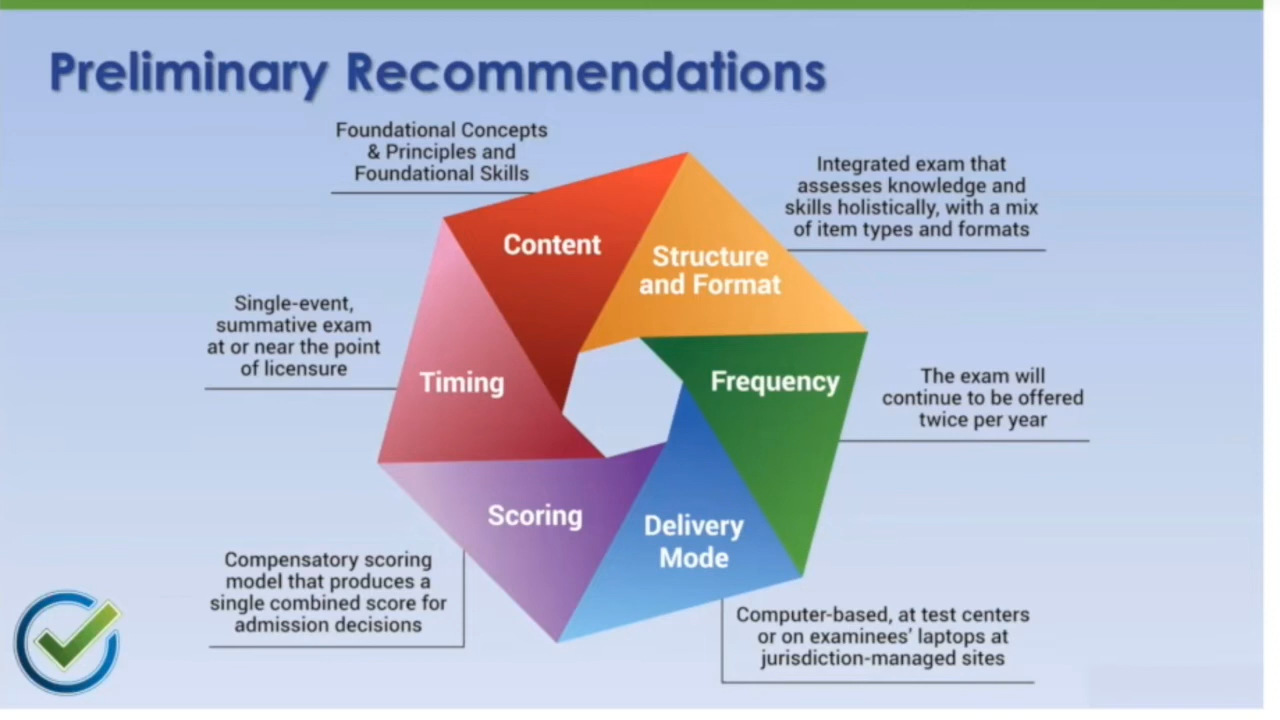 Preliminary Recommendations
Foundational Concepts
& Principles and
Foundational Skills
Content
Integrated exam that
assesses knowledge and
skills holistically, with a mix
of item types and formats
Structure
and Format
Single-event,
summative exam
at or near the point
of licensure
Timing
Frequency
The exam will
continue to be offered
twice per year
Scoring
Compensatory scoring
model that produces a
single combined score for
admission decisions
Delivery
Mode
Computer-based, at test centers
or on examinees’ laptops at
jurisdiction-managed sites